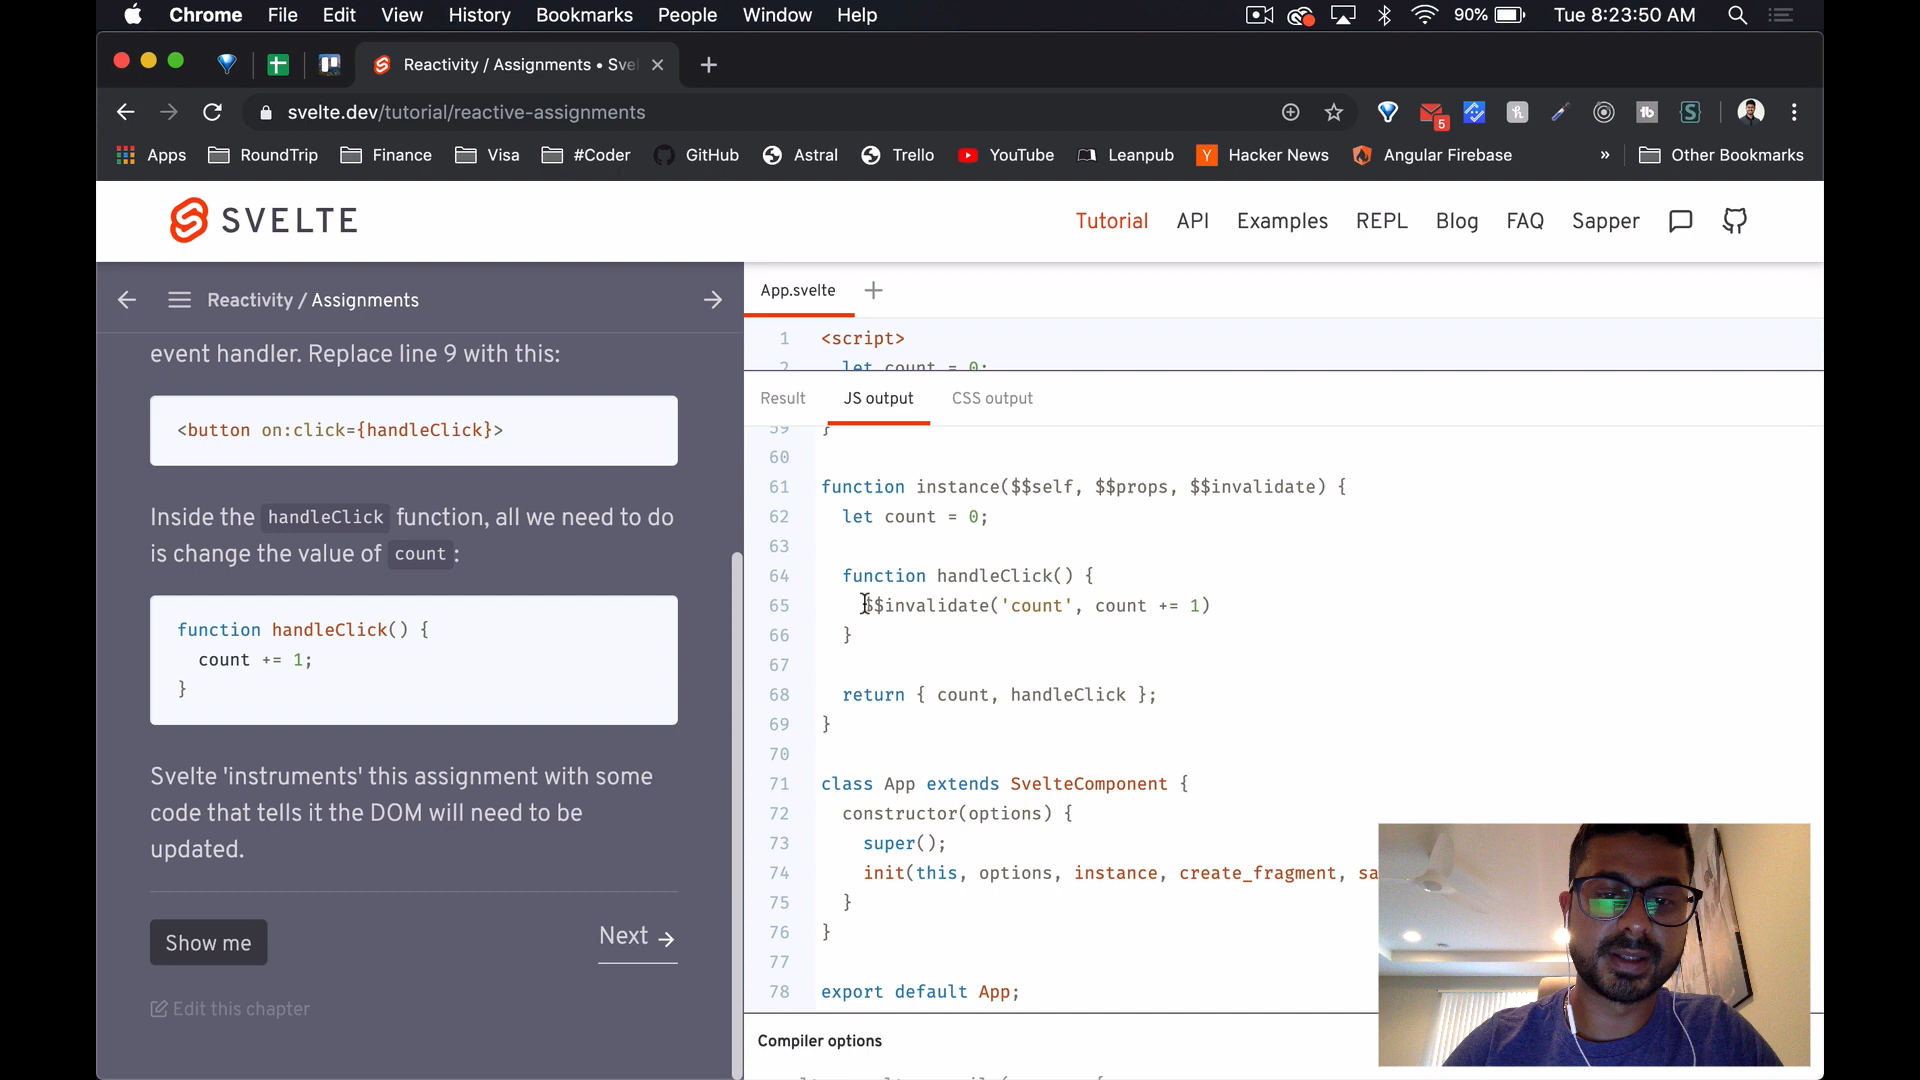 Chrome File Edit View History Bookmarks People Window Help 90% Tue 8:23:50 AM
Reactivity / Assignments • Sve
svelte.dev/tutorial/reactive-assignments
5
Apps RoundTrip Finance Visa #Coder GitHub Astral Trello YouTube Leanpub Hacker News Angular Firebase » Other Bookmarks
SVELTE
Tutorial API Examples REPL Blog FAQ Sapper
Reactivity / Assignments
event handler. Replace line 9 with this:
<button on:click={handleClick}>
Inside the handleClick function, all we need to do
is change the value of count :
function handleClick() {
count += 1;
}
Svelte 'instruments' this assignment with some
code that tells it the DOM will need to be
updated.
Show me
Next
Edit this chapter
App.svelte
1 <script>
2 let count = 0;
Result JS output CSS output
59 }
60
61 function instance($$self, $$props, $$invalidate) {
62 let count = 0;
63
64 function handleClick() {
65 $$invalidate('count', count += 1)
66 }
67
68 return { count, handleClick };
69 }
70
71 class App extends SvelteComponent {
72 constructor(options) {
73 super();
74 init(this, options, instance, create_fragment, sa
75 }
76 }
77
78 export default App;
Compiler options